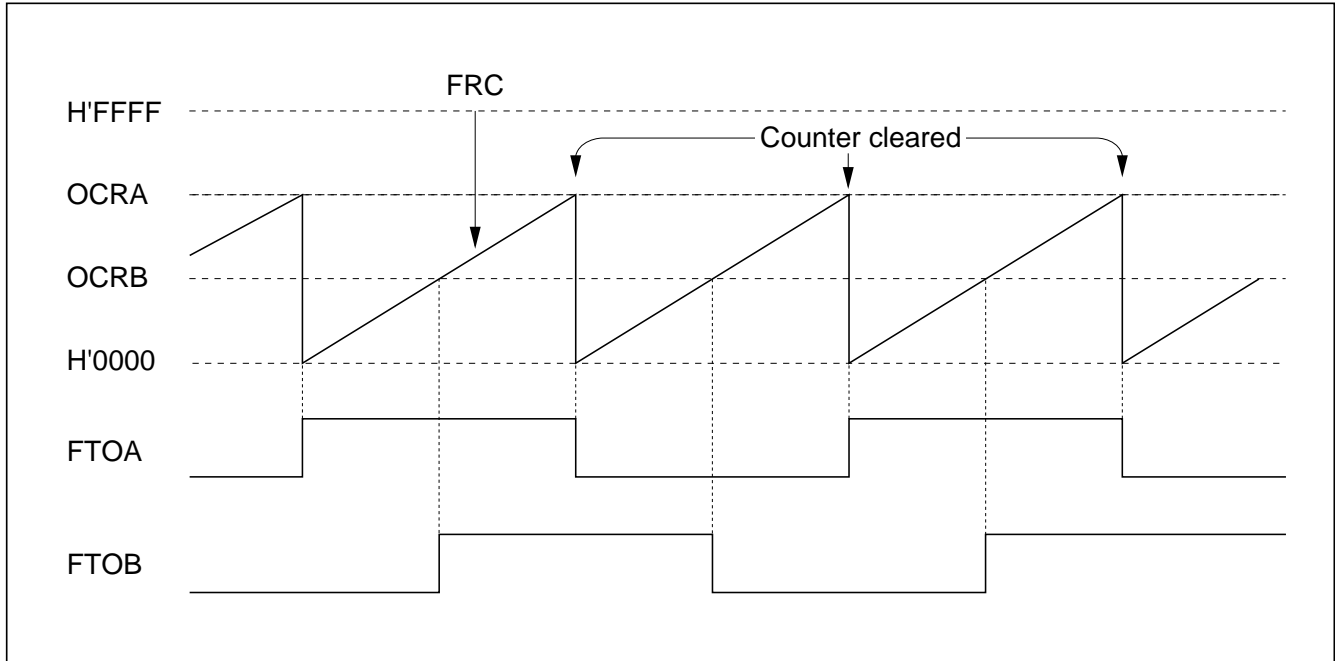 FRC
H'FFFF
Counter cleared
OCRA
OCRB
H'0000
FTOA
FTOB